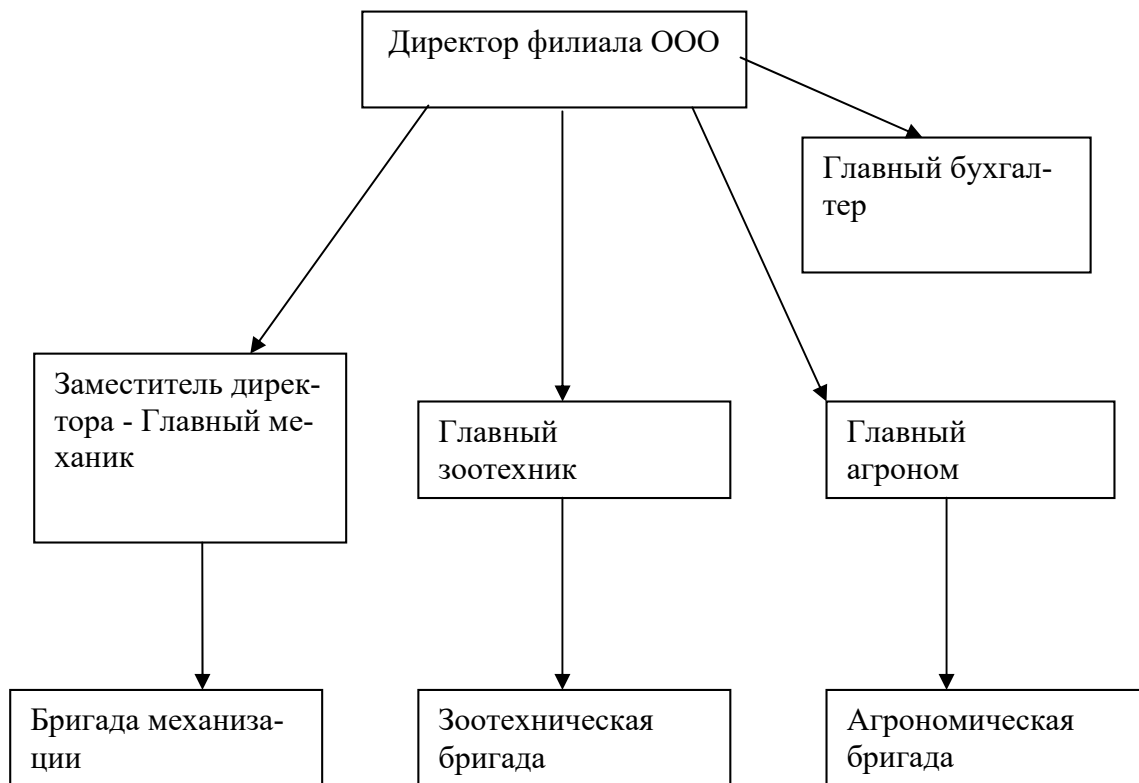 Директор филиала ООО
Главный бухгал-
тер
Заместитель дирек-
тора - Главный ме-
ханик
Главный
зоотехник
Главный
агроном
Бригада механиза-
ции
Зоотехническая
бригада
Агрономическая
бригада